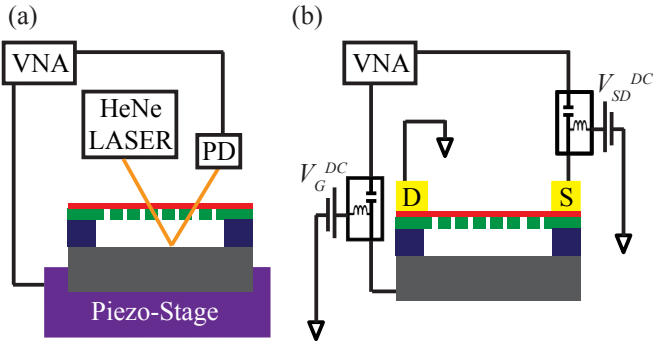 (a)
VNA
HeNe
LASER
PD
Piezo-Stage
(b)
VNA
V_SD^DC
V_G^DC
D
S